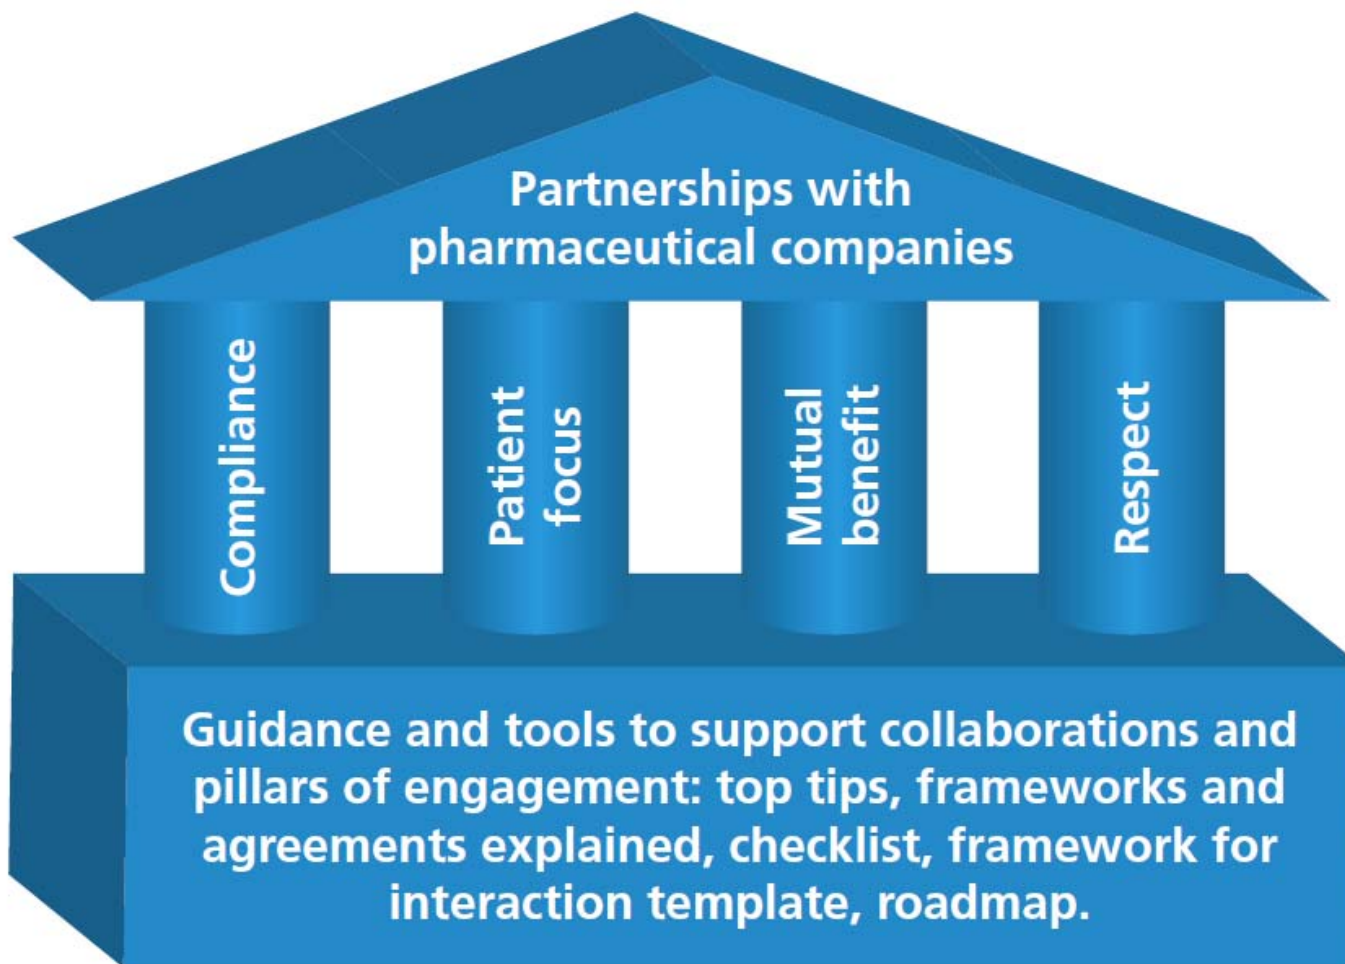 Partnerships with
pharmaceutical companies
Compliance
Patient
focus
Mutual
benefit
Respect
Guidance and tools to support collaborations and
pillars of engagement: top tips, frameworks and
agreements explained, checklist, framework for
interaction template, roadmap.